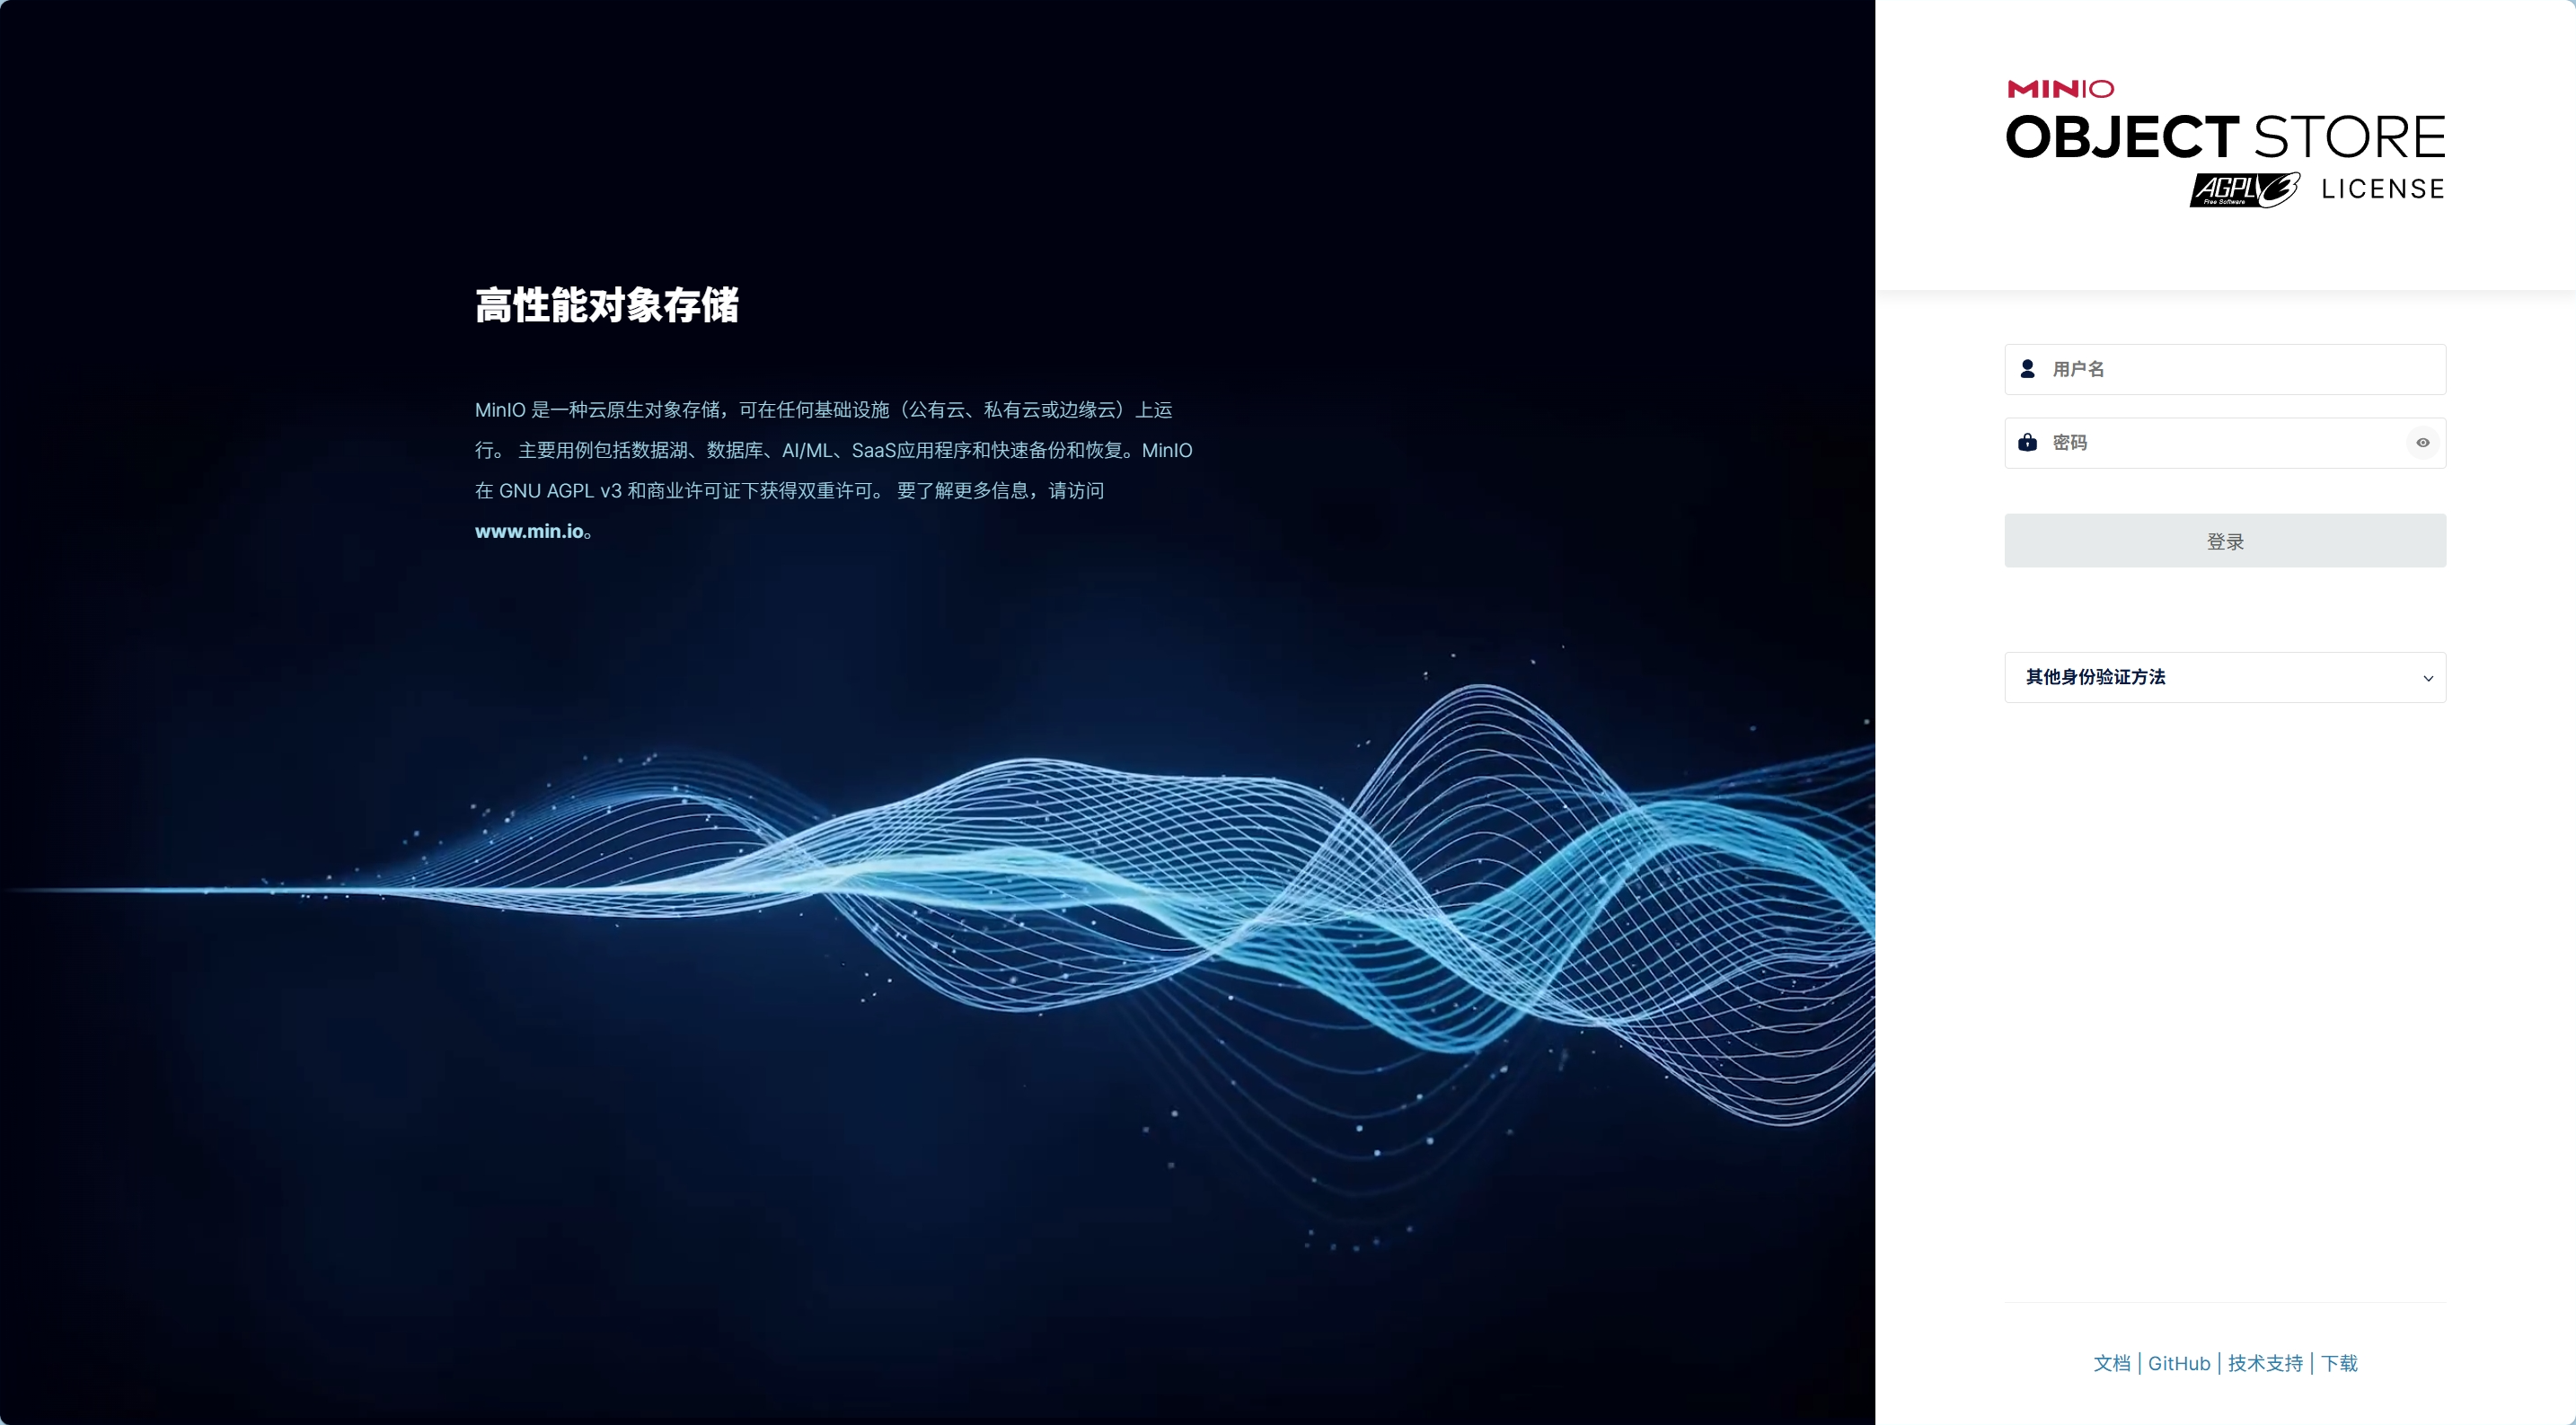 高性能对象存储
MinIO 是一种云原生对象存储，可在任何基础设施（公有云、私有云或边缘云）上运
行。 主要用例包括数据湖、数据库、AI/ML、SaaS应用程序和快速备份和恢复。MinIO
在 GNU AGPL v3 和商业许可证下获得双重许可。 要了解更多信息，请访问
www.min.io。
MINIO
OBJECT STORE
AGPL3 Free Software LICENSE
用户名
密码
登录
其他身份验证方法
文档 | GitHub | 技术支持 | 下载